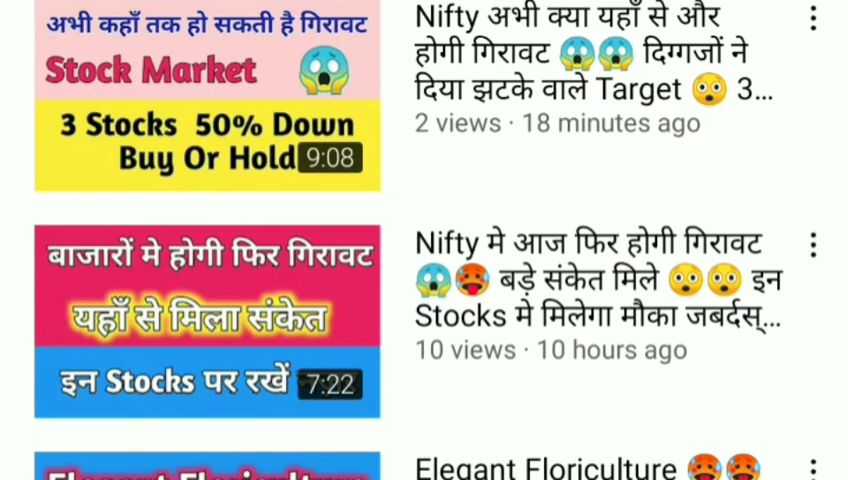 अभी कहाँ तक हो सकती है गिरावट
Stock Market
3 Stocks 50% Down
Buy Or Hold
9:08
Nifty अभी क्या यहाँ से और
होगी गिरावट 😱😱 दिग्गजों ने
दिया झटके वाले Target 😳 3...
2 views · 18 minutes ago
बाजारों मे होगी फिर गिरावट
यहाँ से मिला संकेत
इन Stocks पर रखें
7:22
Nifty मे आज फिर होगी गिरावट
😱🥵 बड़े संकेत मिले 😳😳 इन
Stocks मे मिलेगा मौका जबर्दस्...
10 views · 10 hours ago
Elegant Floriculture
Elegant Floriculture 🥵🥵